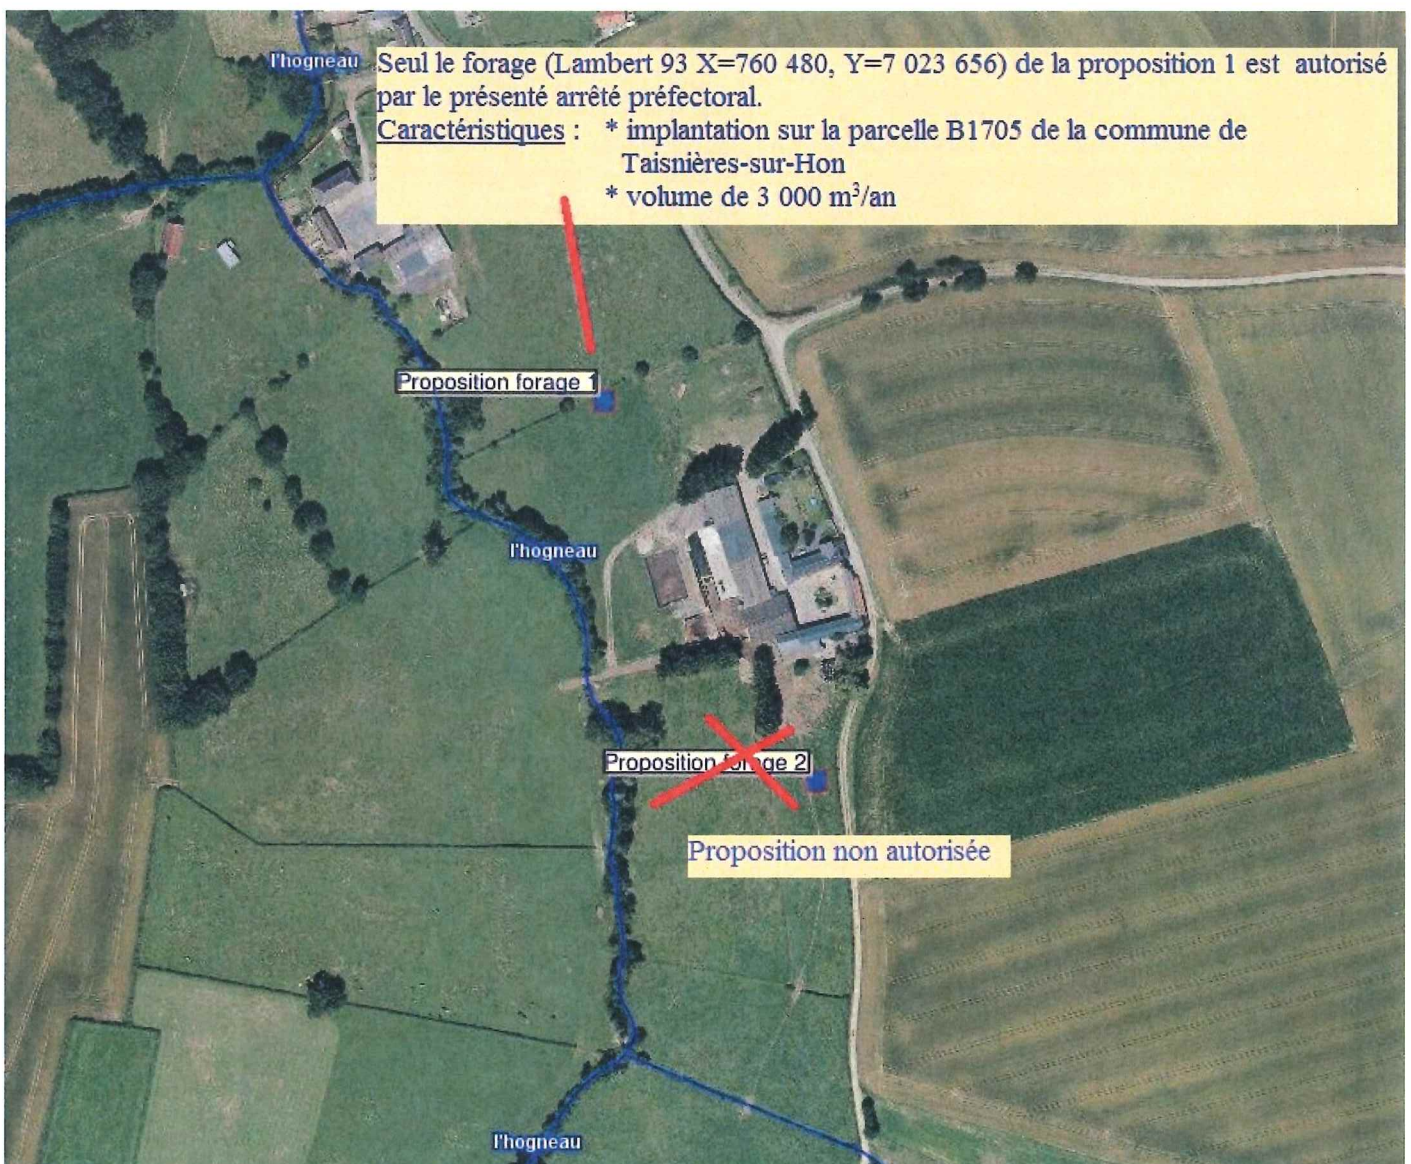 l'hogneau
Seul le forage (Lambert 93 X=760 480, Y=7 023 656) de la proposition 1 est autorisé
par le présenté arrêté préfectoral.
Caractéristiques : * implantation sur la parcelle B1705 de la commune de
Taisnières-sur-Hon
* volume de 3 000 m³/an
Proposition forage 1
l'hogneau
Proposition forage 2
Proposition non autorisée
l'hogneau